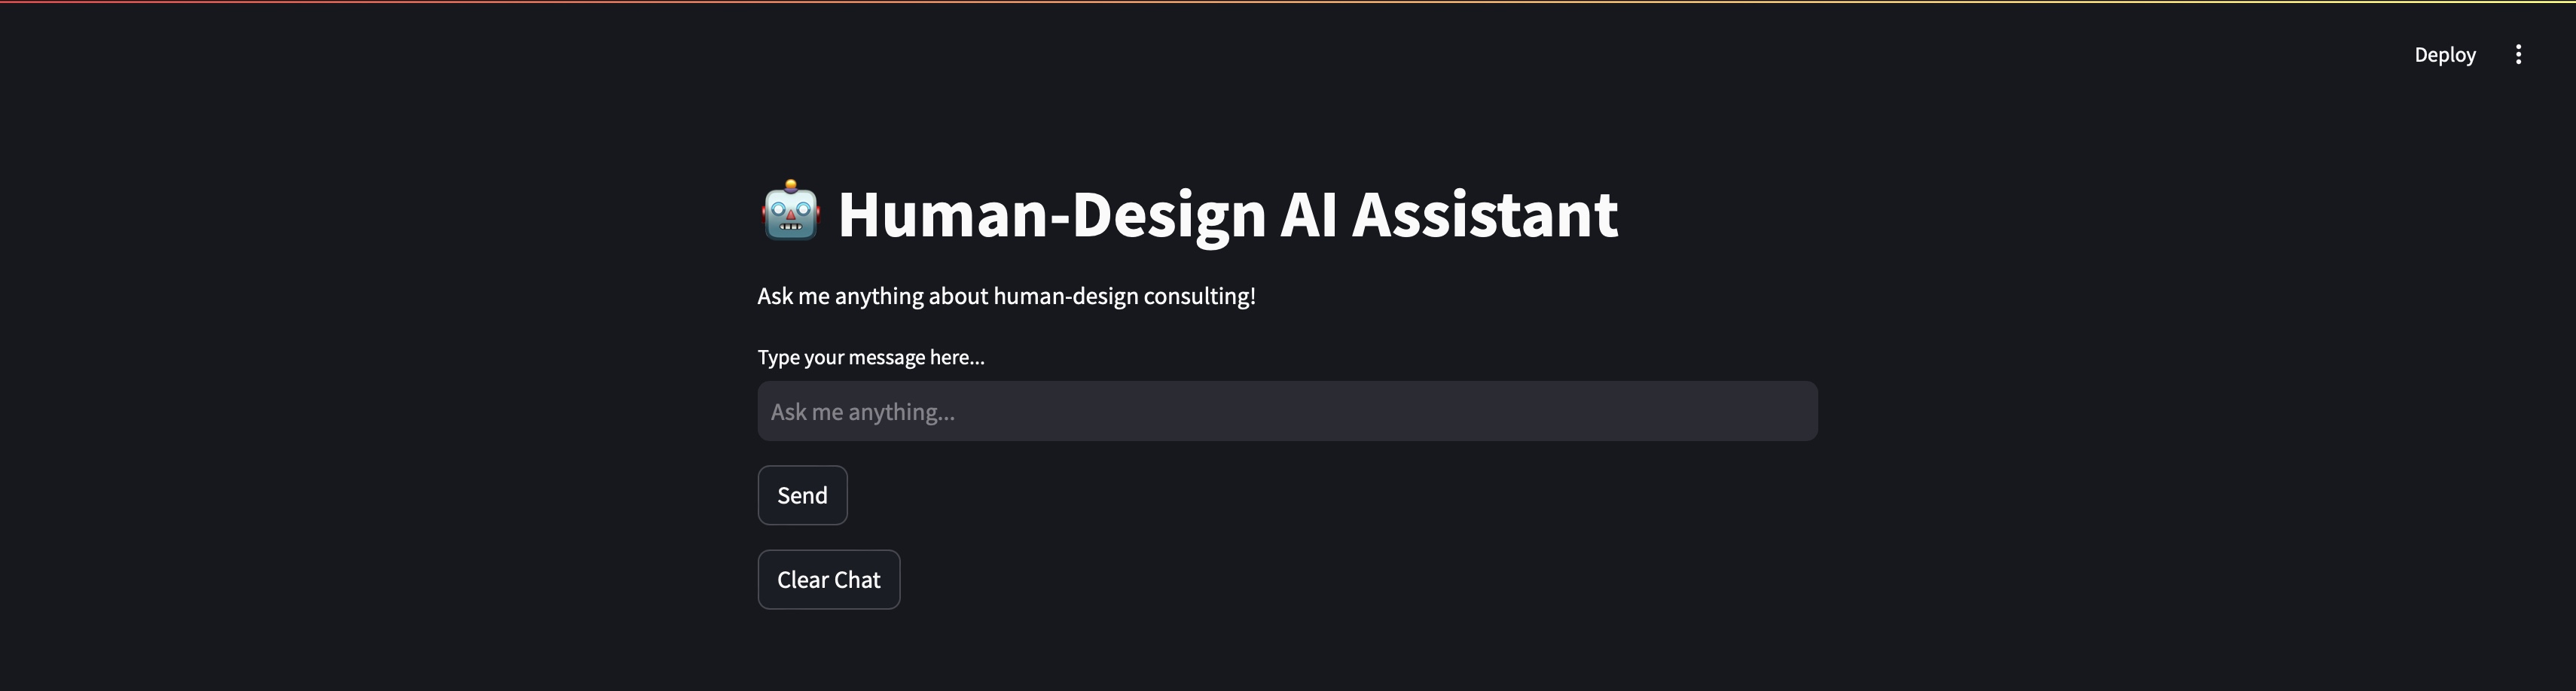 Deploy
🤖 Human-Design AI Assistant
Ask me anything about human-design consulting!
Type your message here...
Ask me anything...
Send
Clear Chat